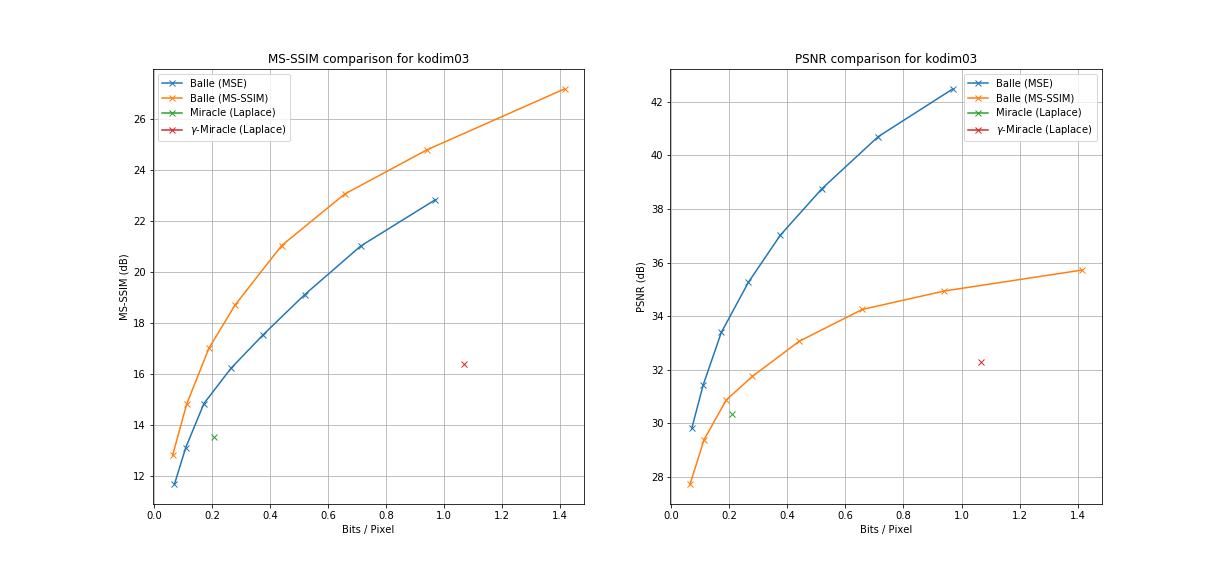 MS-SSIM comparison for kodim03
Balle (MSE)
Balle (MS-SSIM)
Miracle (Laplace)
γ-Miracle (Laplace)
26
24
22
20
18
16
14
12
MS-SSIM (dB)
0.0 0.2 0.4 0.6 0.8 1.0 1.2 1.4
Bits / Pixel
PSNR comparison for kodim03
Balle (MSE)
Balle (MS-SSIM)
Miracle (Laplace)
γ-Miracle (Laplace)
42
40
38
36
34
32
30
28
PSNR (dB)
0.0 0.2 0.4 0.6 0.8 1.0 1.2 1.4
Bits / Pixel